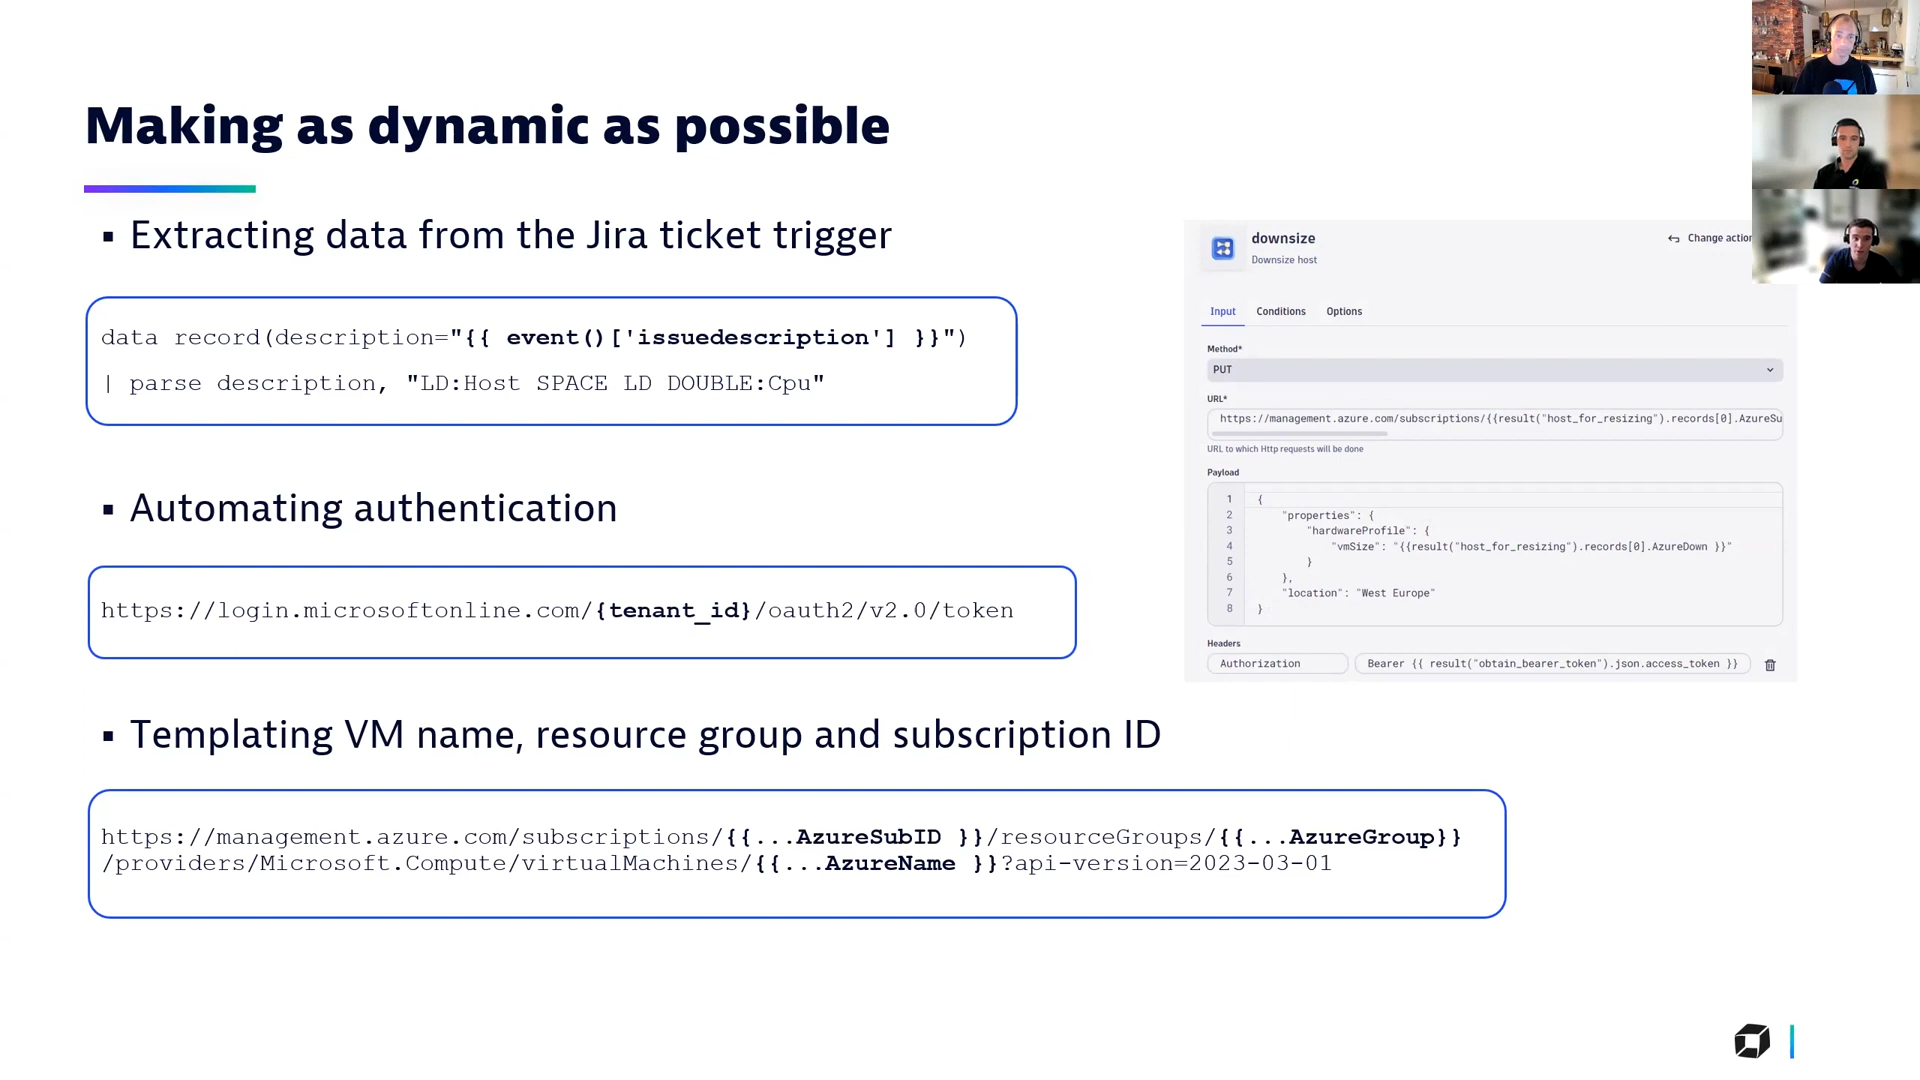 Making as dynamic as possible
▪ Extracting data from the Jira ticket trigger
data record(description="{{ event()['issuedescription'] }}")
| parse description, "LD:Host SPACE LD DOUBLE:Cpu"
▪ Automating authentication
https://login.microsoftonline.com/{tenant_id}/oauth2/v2.0/token
▪ Templating VM name, resource group and subscription ID
https://management.azure.com/subscriptions/{{...AzureSubID }}/resourceGroups/{{...AzureGroup}}
/providers/Microsoft.Compute/virtualMachines/{{...AzureName }}?api-version=2023-03-01
downsize
Change action
Downsize host
Input Conditions Options
Method*
PUT
URL*
https://management.azure.com/subscriptions/{{result("host_for_resizing").records[0].AzureSu
URL to which Http requests will be done
Payload
1 {
2 "properties": {
3 "hardwareProfile": {
4 "vmSize": "{{result("host_for_resizing").records[0].AzureDown }}"
5 }
6 },
7 "location": "West Europe"
8 }
Headers
Authorization Bearer {{ result("obtain_bearer_token").json.access_token }}